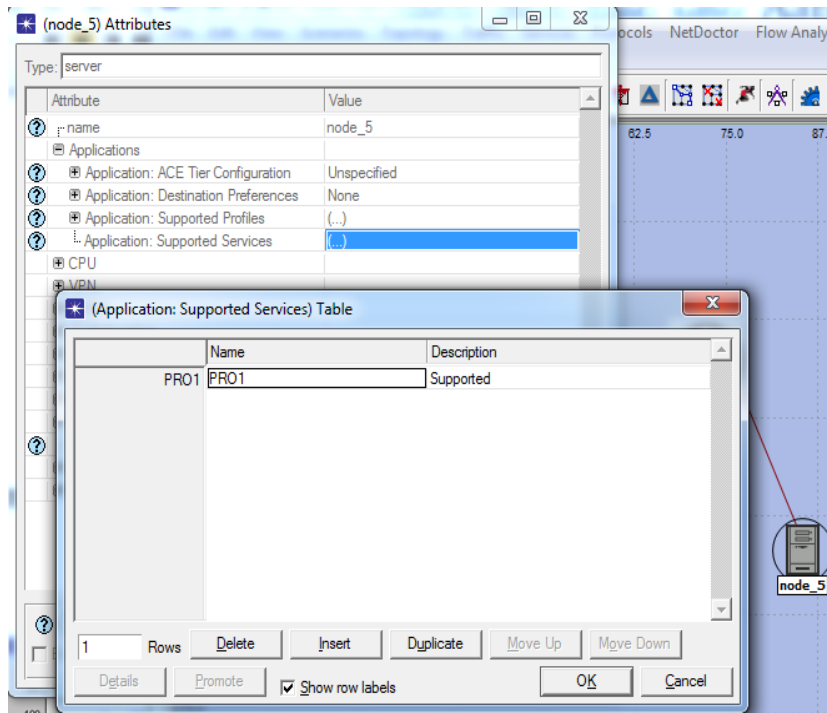 (node_5) Attributes
ocols NetDoctor Flow Analy
Type: server
Attribute Value
name node_5
Applications
Application: ACE Tier Configuration Unspecified
Application: Destination Preferences None
Application: Supported Profiles (...)
Application: Supported Services (...)
CPU
VPN
62.5 75.0 87.
(Application: Supported Services) Table
Name Description
PRO1 PRO1 Supported
node_5
1 Rows Delete Insert Duplicate Move Up Move Down
Details Promote Show row labels OK Cancel